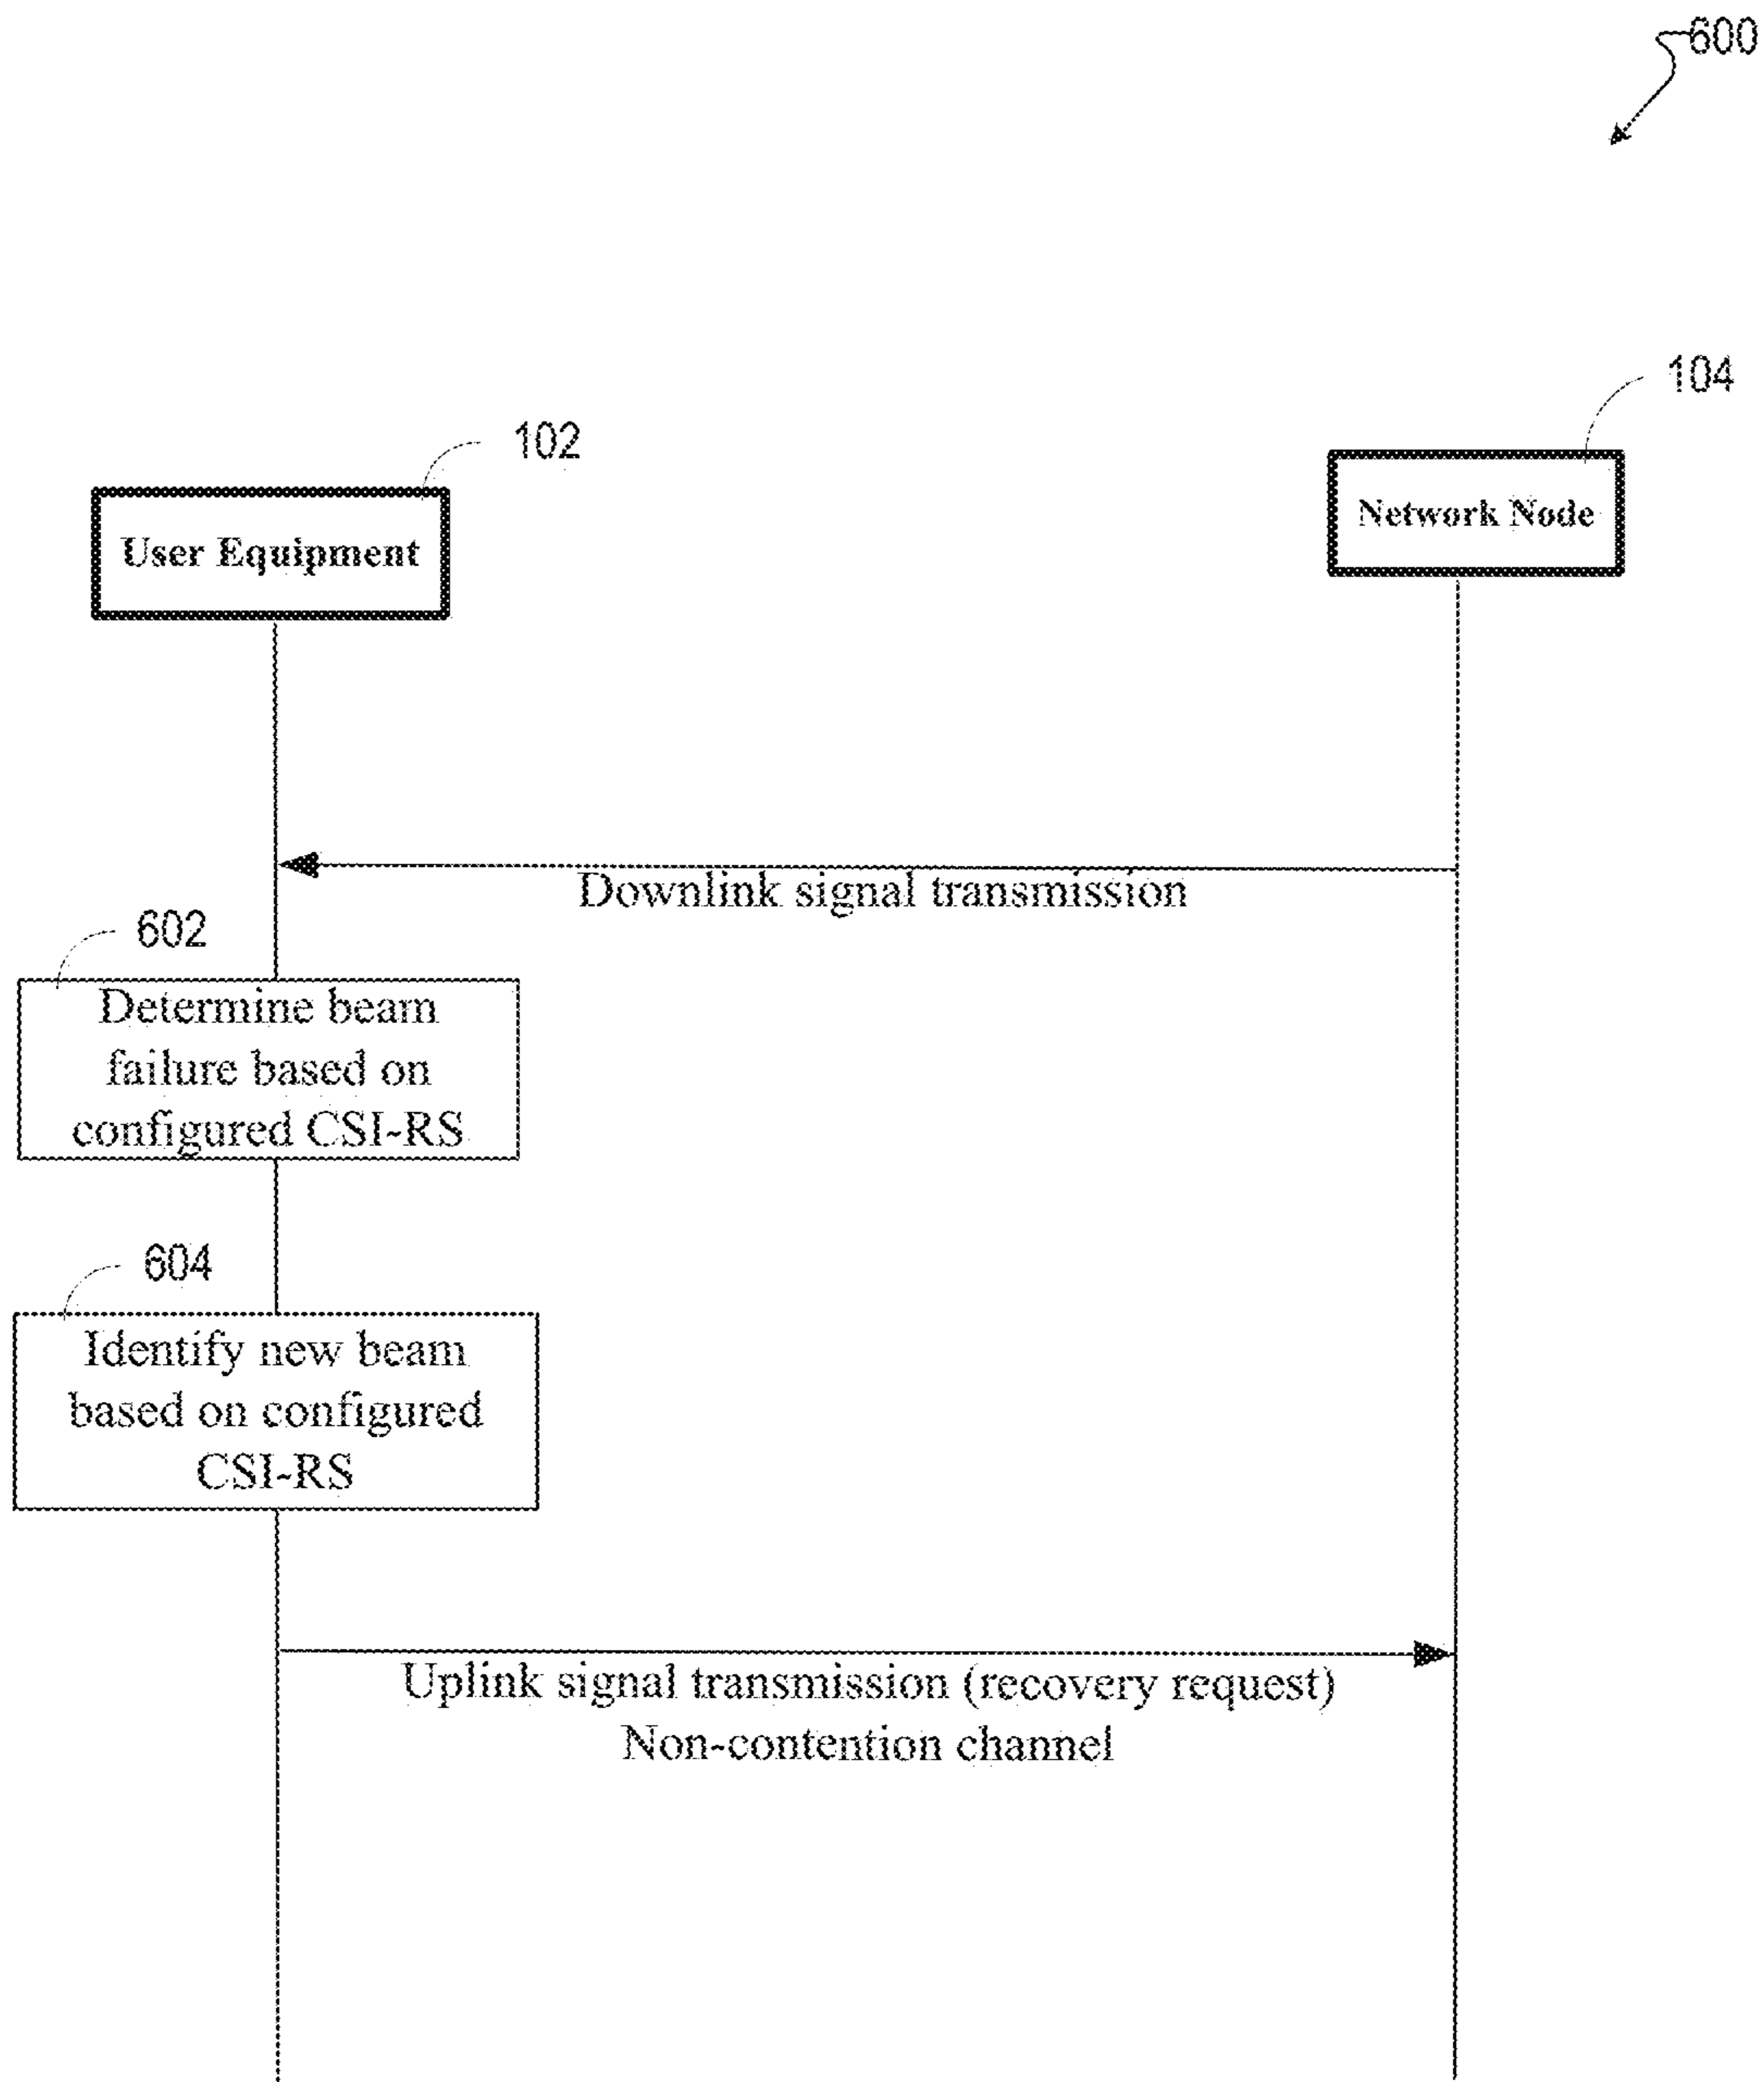 600
104
102
Network Node
User Equipment
Downlink signal transmission
602
Determine beam
failure based on
configured CSI-RS
604
Identify new beam
based on configured
CSI-RS
Uplink signal transmission (recovery request)
Non-contention channel